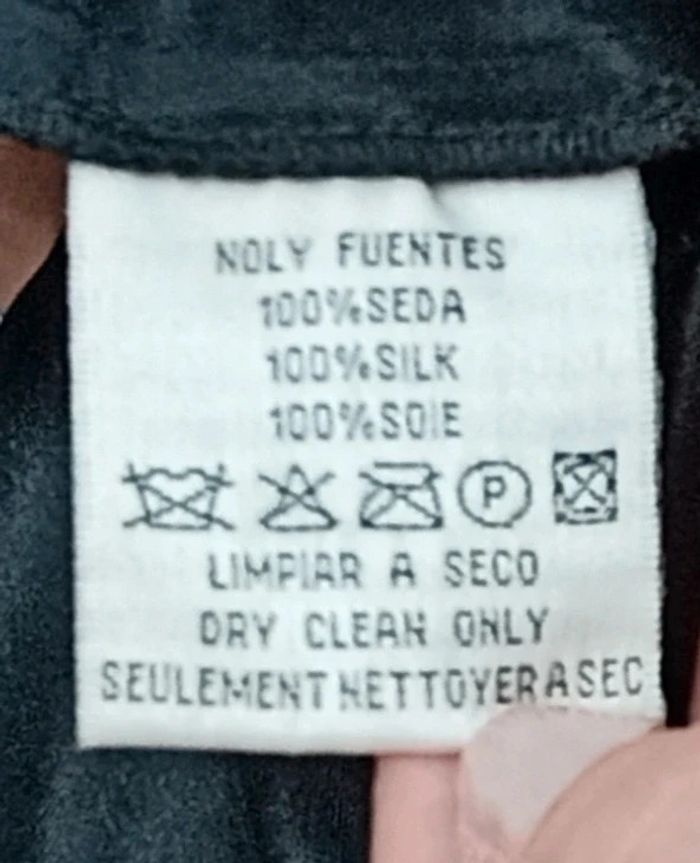 NOLY FUENTES
100%SEDA
100%SILK
100%SOIE
P
LIMPIAR A SECO
DRY CLEAN ONLY
SEULEMENT NETTOYER A SEC